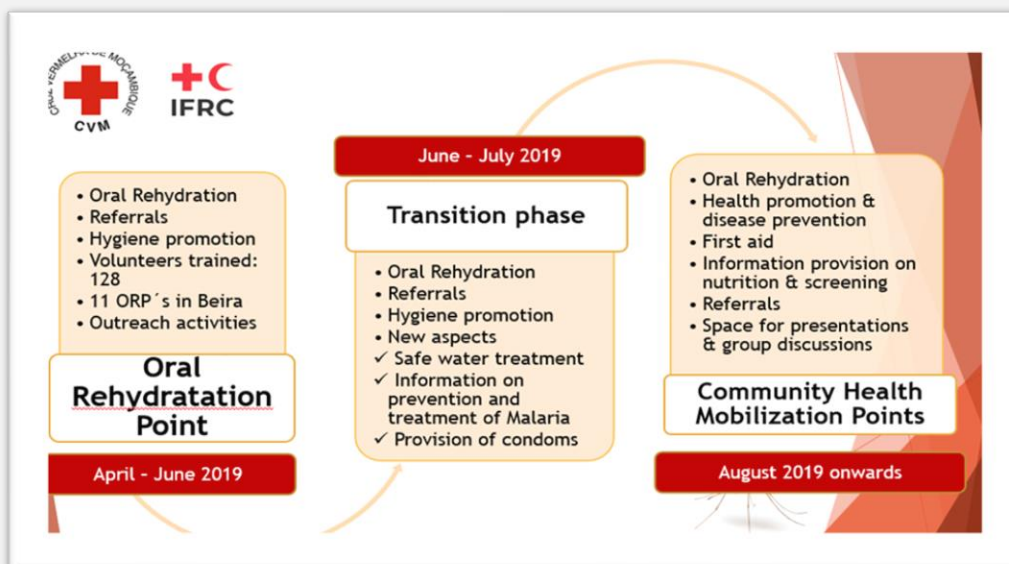 CRUZ VERMELHA DE MOÇAMBIQUE
CVM
IFRC
• Oral Rehydration
• Referrals
• Hygiene promotion
• Volunteers trained:
128
• 11 ORP´s in Beira
• Outreach activities
Oral
Rehydratation
Point
April - June 2019
June - July 2019
Transition phase
• Oral Rehydration
• Referrals
• Hygiene promotion
• New aspects
✓ Safe water treatment
✓ Information on
prevention and
treatment of Malaria
✓ Provision of condoms
• Oral Rehydration
• Health promotion &
disease prevention
• First aid
• Information provision on
nutrition & screening
• Referrals
• Space for presentations
& group discussions
Community Health
Mobilization Points
August 2019 onwards